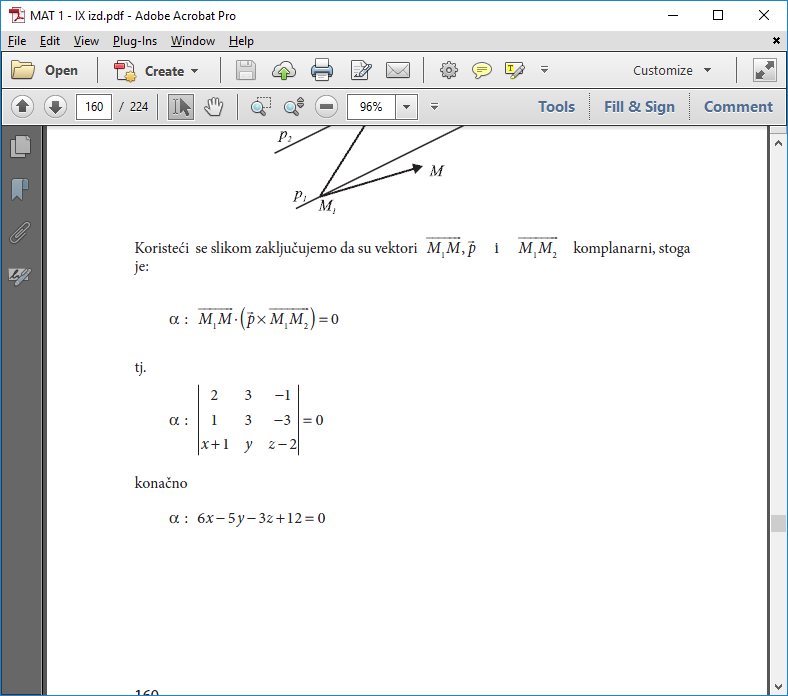 MAT 1 - IX izd.pdf - Adobe Acrobat Pro
File Edit View Plug-Ins Window Help
Open Create Customize
160 / 224 96% Tools Fill & Sign Comment
p₂
M
p₁
M₁
Koristeći se slikom zaključujemo da su vektori M₁M, p⃗ i M₁M₂ komplanarni, stoga
je:
α : M₁M · (p⃗ × M₁M₂) = 0
tj.
2 3 −1
α : 1 3 −3 = 0
x+1 y z−2
konačno
α : 6x−5y−3z+12=0
160